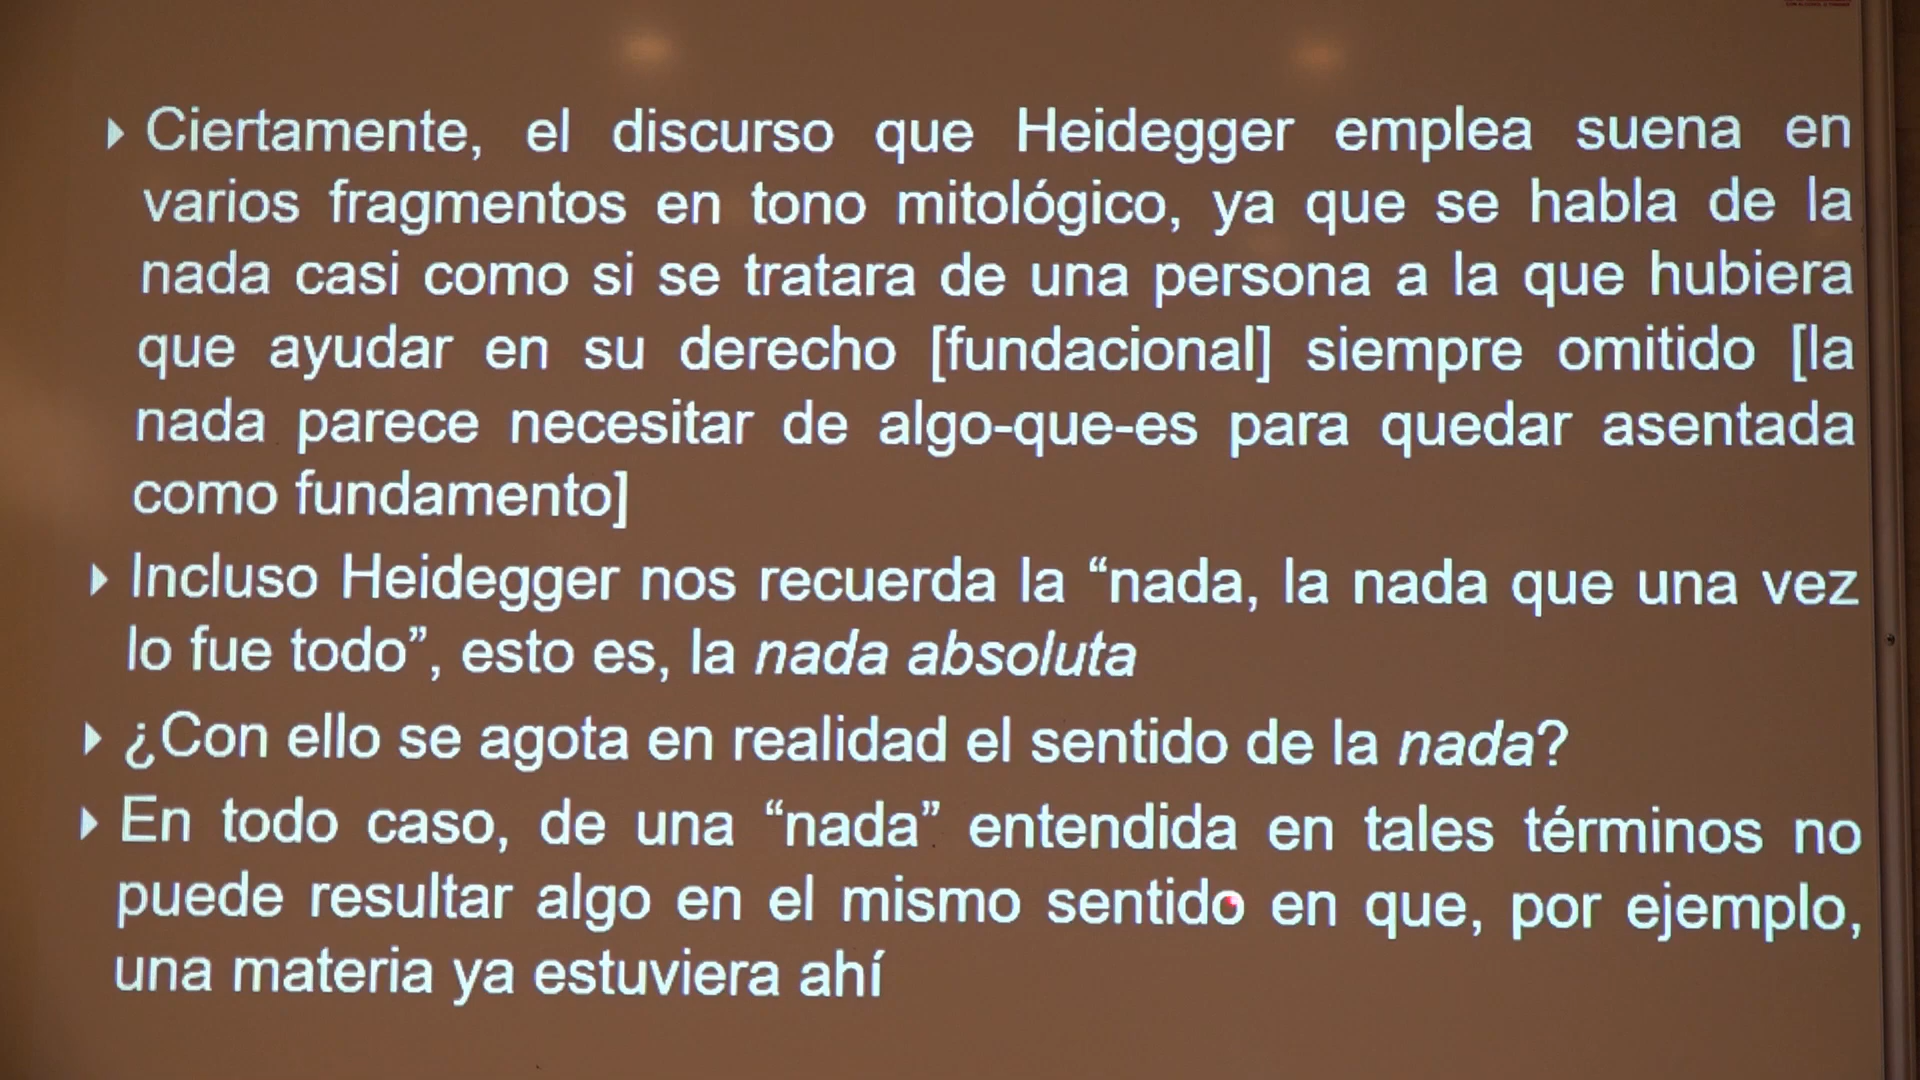 Ciertamente, el discurso que Heidegger emplea suena en
varios fragmentos en tono mitológico, ya que se habla de la
nada casi como si se tratara de una persona a la que hubiera
que ayudar en su derecho [fundacional] siempre omitido [la
nada parece necesitar de algo-que-es para quedar asentada
como fundamento]
Incluso Heidegger nos recuerda la “nada, la nada que una vez
lo fue todo”, esto es, la nada absoluta
¿Con ello se agota en realidad el sentido de la nada?
En todo caso, de una “nada” entendida en tales términos no
puede resultar algo en el mismo sentido en que, por ejemplo,
una materia ya estuviera ahí